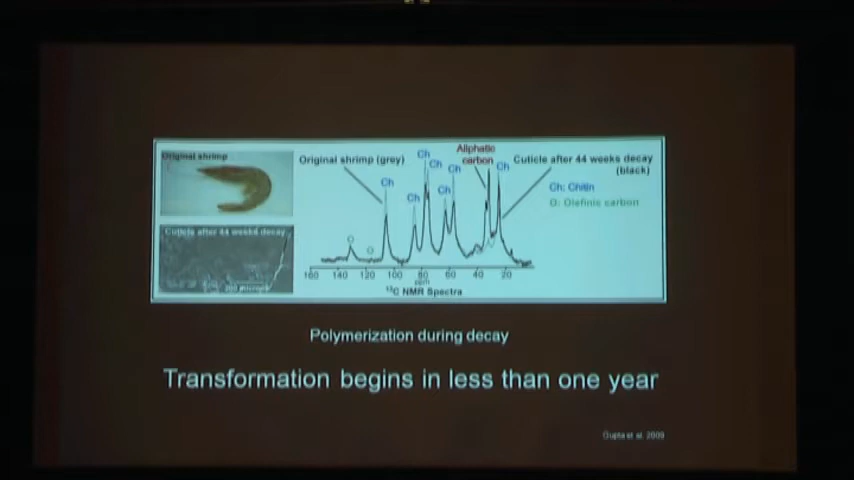 Original shrimp
Cuticle after 44 weeks decay
Original shrimp (grey)
Ch
Ch
Ch
Ch
Ch
Ch
Aliphatic
carbon
Ch
Cuticle after 44 weeks decay
(black)
Ch: Chitin
O: Olefinic carbon
O
O
160 140 120 100 80 60 40 20
ppm
13C NMR Spectra
Polymerization during decay
Transformation begins in less than one year
Gupta et al. 2009